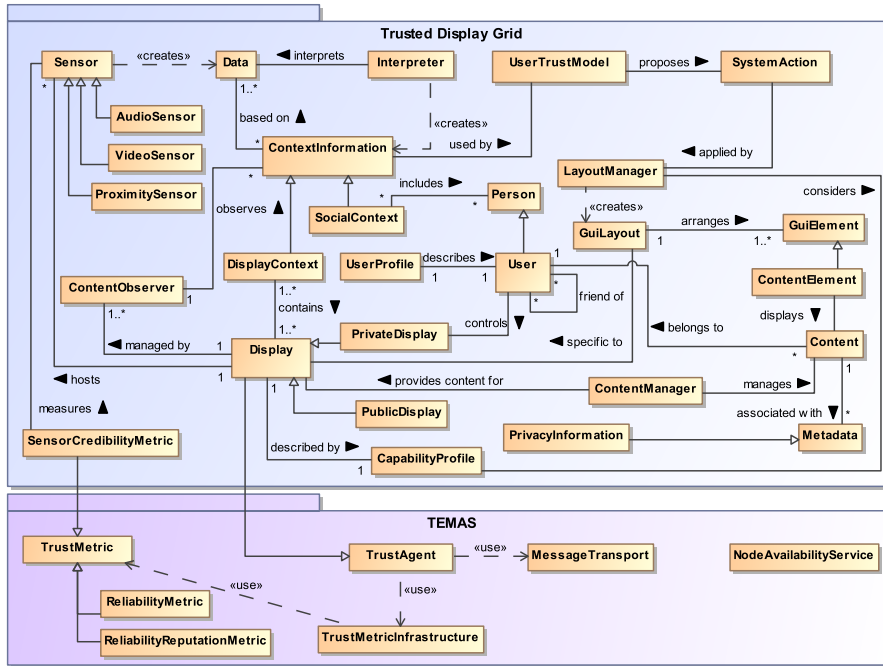 Trusted Display Grid
Sensor
«creates»
Data
◀ interprets
Interpreter
UserTrustModel
proposes ▶
SystemAction
*
1..*
AudioSensor
based on ▲
«creates»
VideoSensor
*
ContextInformation
used by ▶
◀ applied by
*
LayoutManager
considers
ProximitySensor
includes ▶
observes ▲
SocialContext
*
*
Person
«creates»
▼
GuiLayout
arranges ▶
GuiElement
1
1..*
DisplayContext
UserProfile
describes ▶
User
1
ContentElement
ContentObserver
1
1
1
*
1..*
1..*
contains ▼
*
friend of
displays ▼
1..*
PrivateDisplay
controls
▼
◀ belongs to
◀ managed by
1
Display
◀ specific to
Content
*
1
◀ hosts
1
1
◀ provides content for
ContentManager
manages ▶
measures ▲
PublicDisplay
associated with ▼
*
SensorCredibilityMetric
described by ▶
PrivacyInformation
Metadata
1
CapabilityProfile
TEMAS
TrustMetric
TrustAgent
«use»
MessageTransport
NodeAvailabilityService
«use»
«use»
ReliabilityMetric
ReliabilityReputationMetric
TrustMetricInfrastructure